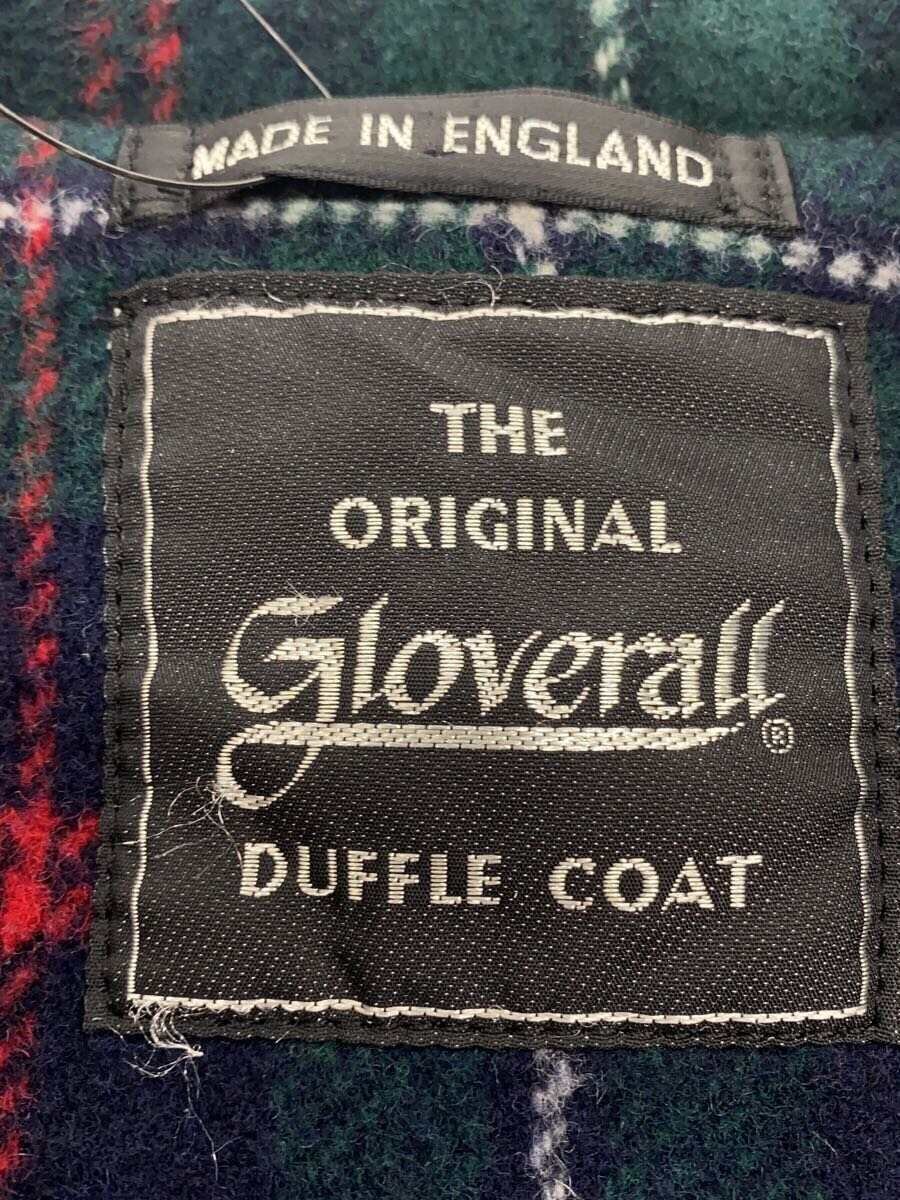 MADE IN ENGLAND
THE
ORIGINAL
Gloverall®
DUFFLE COAT